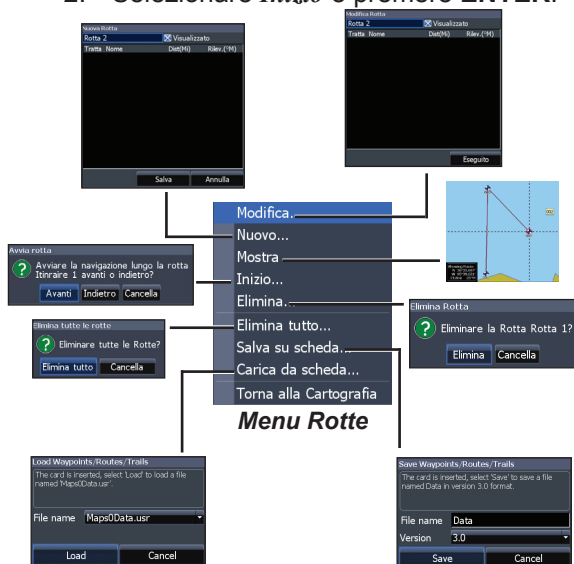 2. Selezionare Inizio e premere ENTER.
Nuova Rotta
Rotta 2 Visualizzato
Tratta Nome Dist(Mi) Rilev.(°M)
Salva Annulla
Modifica Rotta
Rotta 2 Visualizzato
Tratta Nome Dist(Mi) Rilev.(°M)
Eseguito
Modifica...
Nuovo...
Mostra
Inizio...
Elimina...
Elimina tutto...
Salva su scheda...
Carica da scheda...
Torna alla Cartografia
Menu Rotte
Avvia rotta
Avviare la navigazione lungo la rotta
Itinraire 1 avanti o indietro?
Avanti Indietro Cancella
Elimina tutte le rotte
Eliminare tutte le Rotte?
Elimina tutto Cancella
002
Elimina Rotta
Eliminare la Rotta Rotta 1?
Elimina Cancella
Load Waypoints/Routes/Trails
The card is inserted, select 'Load' to load a file
named 'Maps0Data.usr'.
File name Maps0Data.usr
Load Cancel
Save Waypoints/Routes/Trails
The card is inserted, select 'Save' to save a file
named Data in version 3.0 format.
File name Data
Version 3.0
Save Cancel